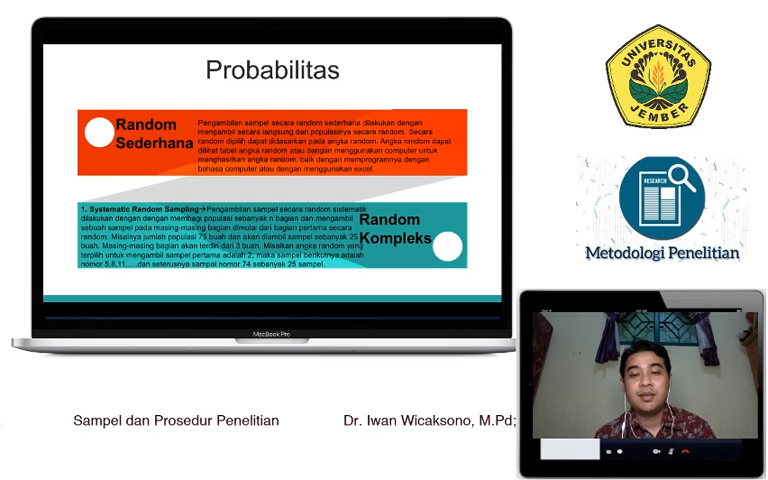 Probabilitas
Random
Sederhana
Pengambilan sampel secara random sederhana dilakukan dengan
mengambil secara langsung dari populasinya secara random. Secara
random dipilih dapat didasarkan pada angka random. Angka random dapat
dilihat tabel angka random atau dengan menggunakan computer untuk
menghasilkan angka random, baik dengan memprogramnya dengan
bahasa computer atau dengan menggunakan exosl.
1. Systematic Random Sampling→Pengambilan sampel secara random sistematik
dilakukan dengan dengan membagi populasi sebanyak n bagian dan mengambil
sebuah sampel pada masing-masing bagian dimulai dari bagian pertama secara
random. Misalnya jumlah populasi 75 buah dan akan diambil sampel sebanyak 25
buah. Masing-masing bagian akan terdiri dari 3 buah. Misalkan angka random yang
terpilih untuk mengambil sampel pertama adalah 2, maka sampel berikutnya adalah
nomor 5,8,11,....dan seterusnya sampai nomor 74 sebanyak 25 sampel.
Random
Kompleks
MacBook Pro
UNIVERSITAS
JEMBER
RESEARCH
Metodologi Penelitian
Sampel dan Prosedur Penelitian
Dr. Iwan Wicaksono, M.Pd;